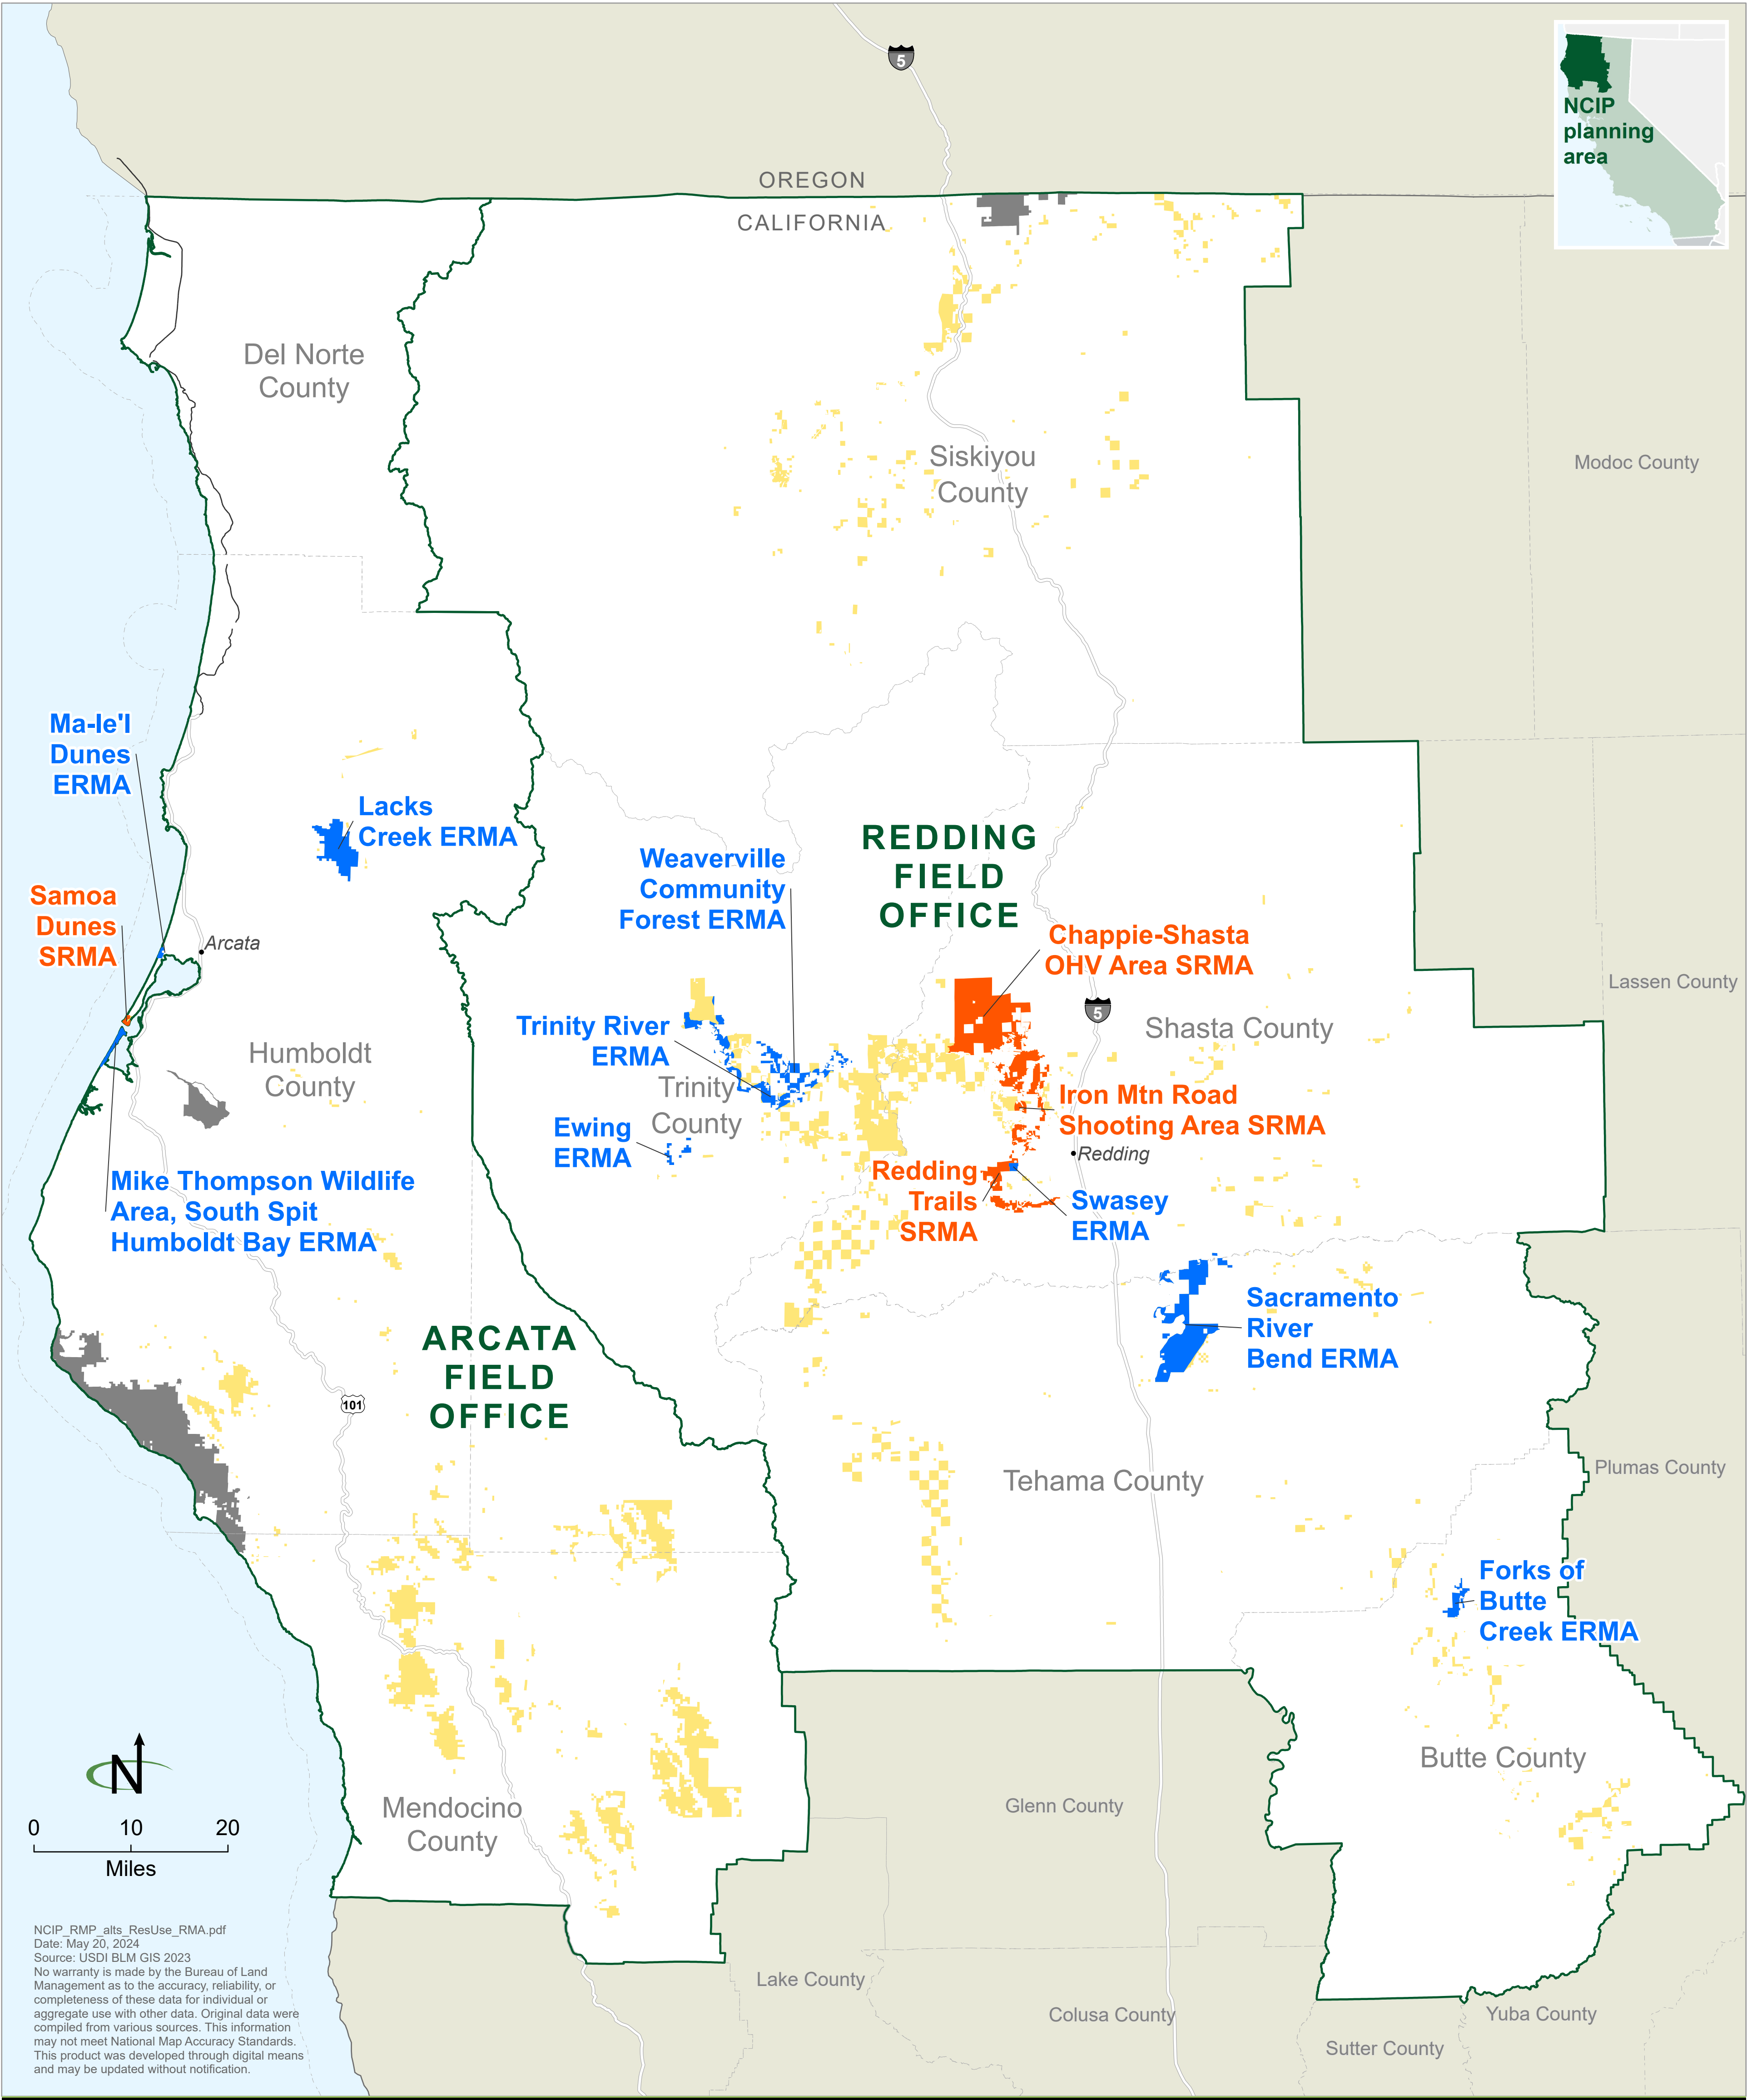 5
NCIP
planning
area
OREGON
CALIFORNIA
Del Norte
County
Siskiyou
County
Modoc County
Ma-le'l
Dunes
ERMA
Lacks
Creek ERMA
Weaverville
Community
Forest ERMA
REDDING
FIELD
OFFICE
Samoa
Dunes
SRMA
Arcata
Chappie-Shasta
OHV Area SRMA
Lassen County
5
Shasta County
Trinity River
ERMA
Humboldt
County
Trinity
County
Iron Mtn Road
Shooting Area SRMA
Ewing
ERMA
Redding
Redding
Trails
SRMA
Swasey
ERMA
Mike Thompson Wildlife
Area, South Spit
Humboldt Bay ERMA
Sacramento
River
Bend ERMA
ARCATA
FIELD
OFFICE
101
Tehama County
Plumas County
Forks of
Butte
Creek ERMA
N
Butte County
Mendocino
County
Glenn County
0 10 20
Miles
NCIP_RMP_alts_ResUse_RMA.pdf
Date: May 20, 2024
Source: USDI BLM GIS 2023
No warranty is made by the Bureau of Land
Management as to the accuracy, reliability, or
completeness of these data for individual or
aggregate use with other data. Original data were
compiled from various sources. This information
may not meet National Map Accuracy Standards.
This product was developed through digital means
and may be updated without notification.
Lake County
Colusa County
Yuba County
Sutter County